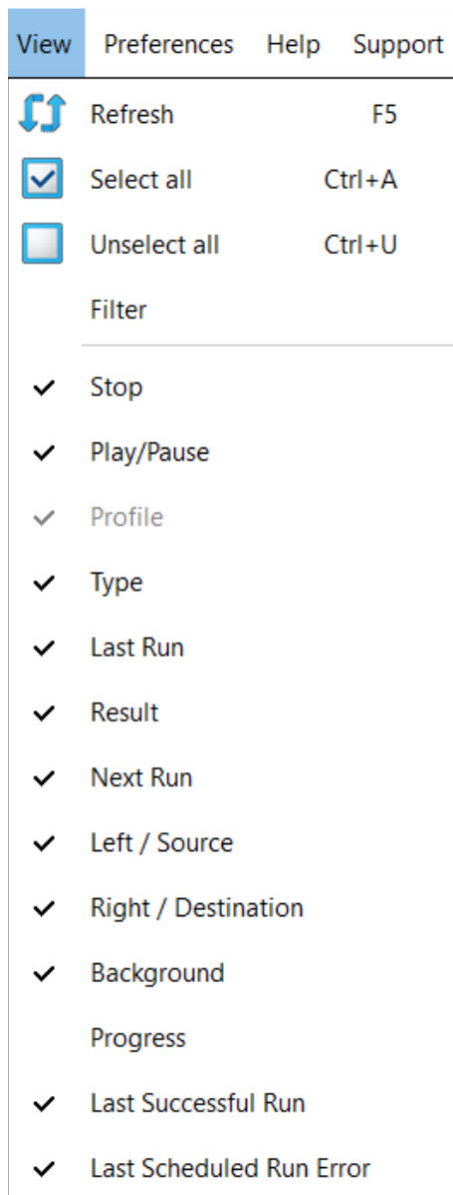 View Preferences Help Support
Refresh F5
Select all Ctrl+A
Unselect all Ctrl+U
Filter
Stop
Play/Pause
Profile
Type
Last Run
Result
Next Run
Left / Source
Right / Destination
Background
Progress
Last Successful Run
Last Scheduled Run Error